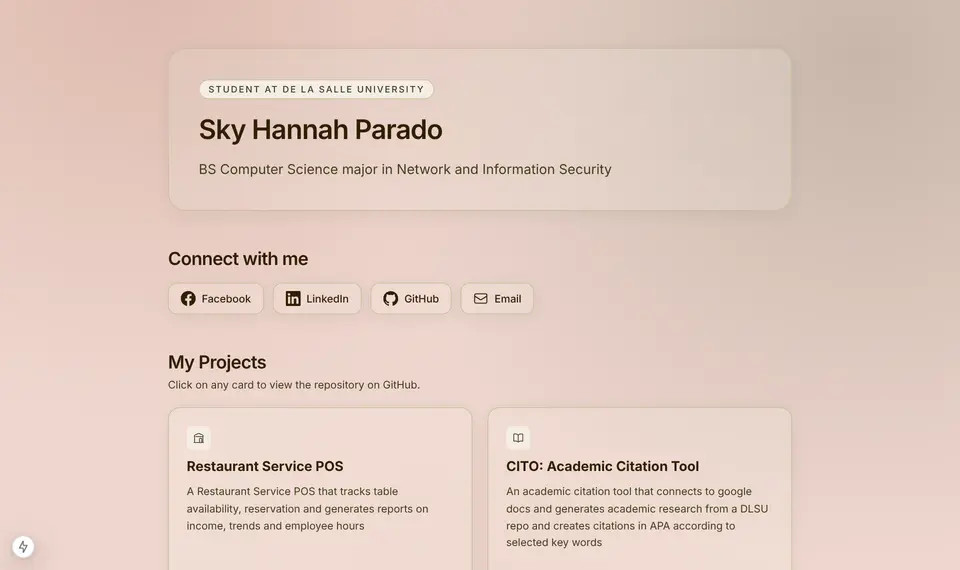 STUDENT AT DE LA SALLE UNIVERSITY
Sky Hannah Parado
BS Computer Science major in Network and Information Security
Connect with me
Facebook
LinkedIn
GitHub
Email
My Projects
Click on any card to view the repository on GitHub.
Restaurant Service POS
A Restaurant Service POS that tracks table
availability, reservation and generates reports on
income, trends and employee hours
CITO: Academic Citation Tool
An academic citation tool that connects to google
docs and generates academic research from a DLSU
repo and creates citations in APA according to
selected key words